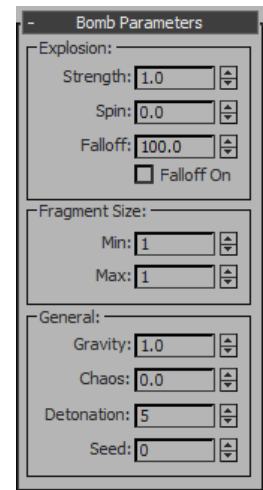 - Bomb Parameters
Explosion:
Strength: 1.0
Spin: 0.0
Falloff: 100.0
Falloff On
Fragment Size:
Min: 1
Max: 1
General:
Gravity: 1.0
Chaos: 0.0
Detonation: 5
Seed: 0